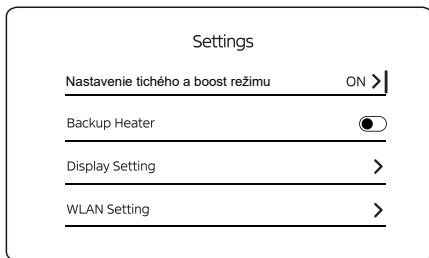 Settings
Nastavenie tichého a boost režimu ON
Backup Heater
Display Setting
WLAN Setting